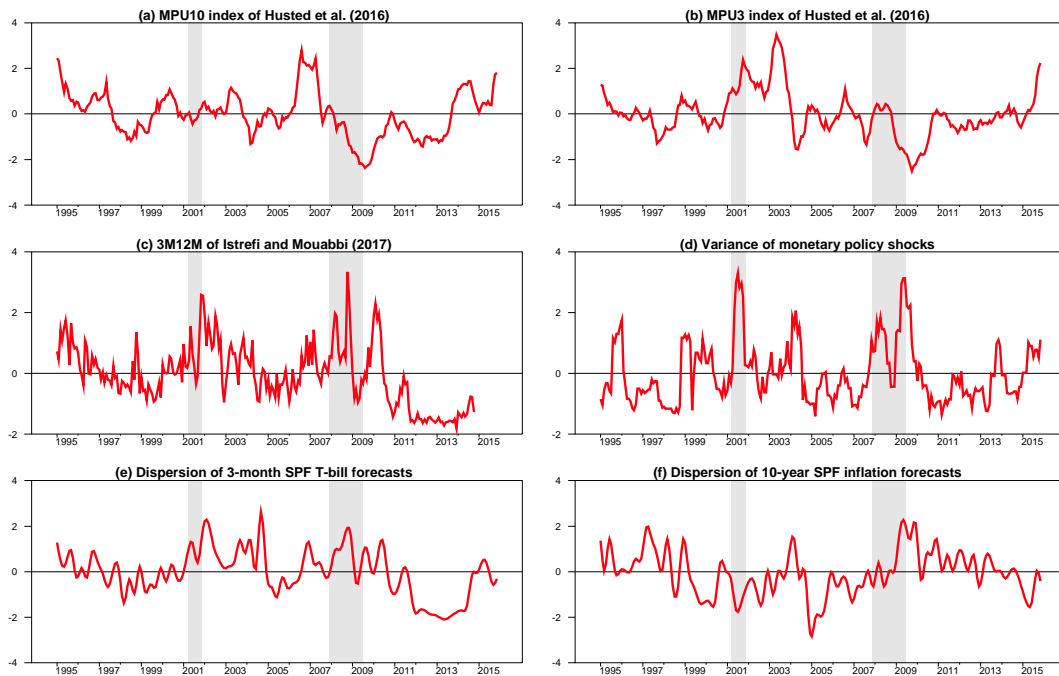 (a) MPU10 index of Husted et al. (2016)
4
2
0
-2
-4
1995 1997 1999 2001 2003 2005 2007 2009 2011 2013 2015
(b) MPU3 index of Husted et al. (2016)
4
2
0
-2
-4
1995 1997 1999 2001 2003 2005 2007 2009 2011 2013 2015
(c) 3M12M of Istrefi and Mouabbi (2017)
4
2
0
-2
1995 1997 1999 2001 2003 2005 2007 2009 2011 2013 2015
(d) Variance of monetary policy shocks
4
2
0
-2
1995 1997 1999 2001 2003 2005 2007 2009 2011 2013 2015
(e) Dispersion of 3-month SPF T-bill forecasts
4
2
0
-2
-4
1995 1997 1999 2001 2003 2005 2007 2009 2011 2013 2015
(f) Dispersion of 10-year SPF inflation forecasts
4
2
0
-2
-4
1995 1997 1999 2001 2003 2005 2007 2009 2011 2013 2015